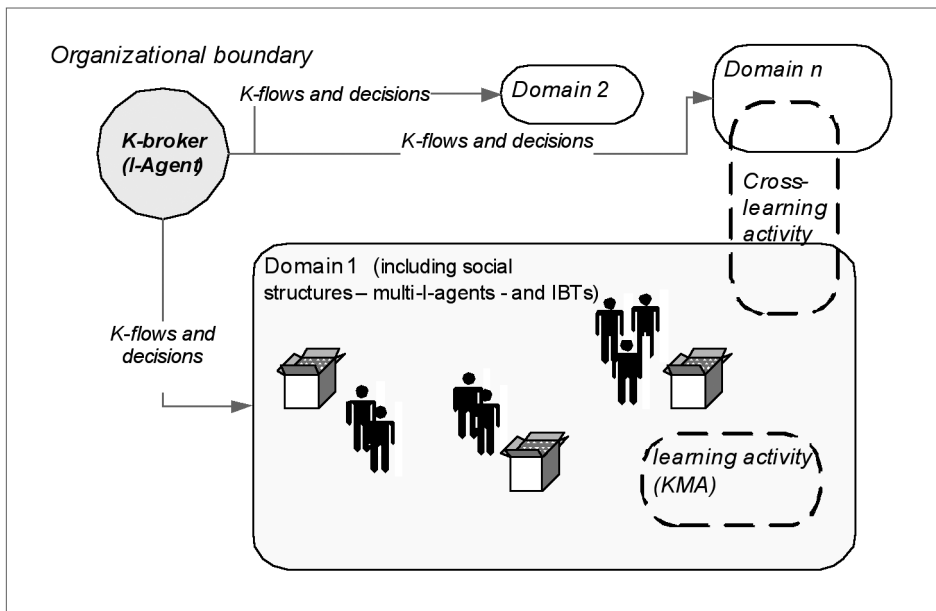 Organizational boundary
K-flows and decisions
Domain 2
Domain n
K-broker
(I-Agent)
K-flows and decisions
Cross-
learning
activity
Domain 1 (including social
structures – multi-I-agents - and IBTs)
K-flows and
decisions
learning activity
(KMA)